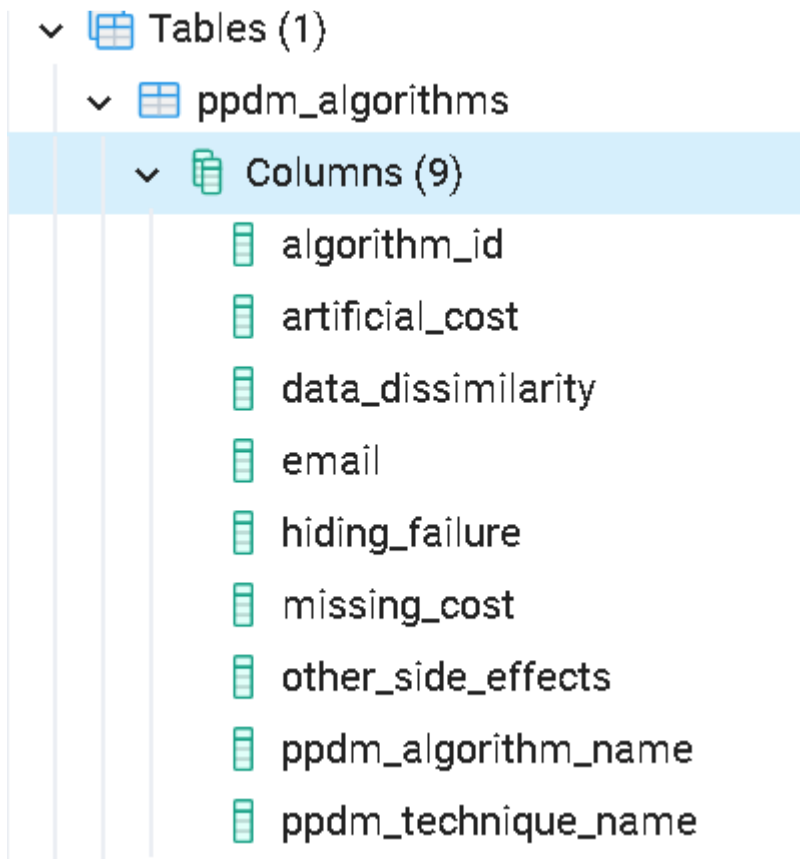 Tables (1)
ppdm_algorithms
Columns (9)
algorithm_id
artificial_cost
data_dissimilarity
email
hiding_failure
missing_cost
other_side_effects
ppdm_algorithm_name
ppdm_technique_name